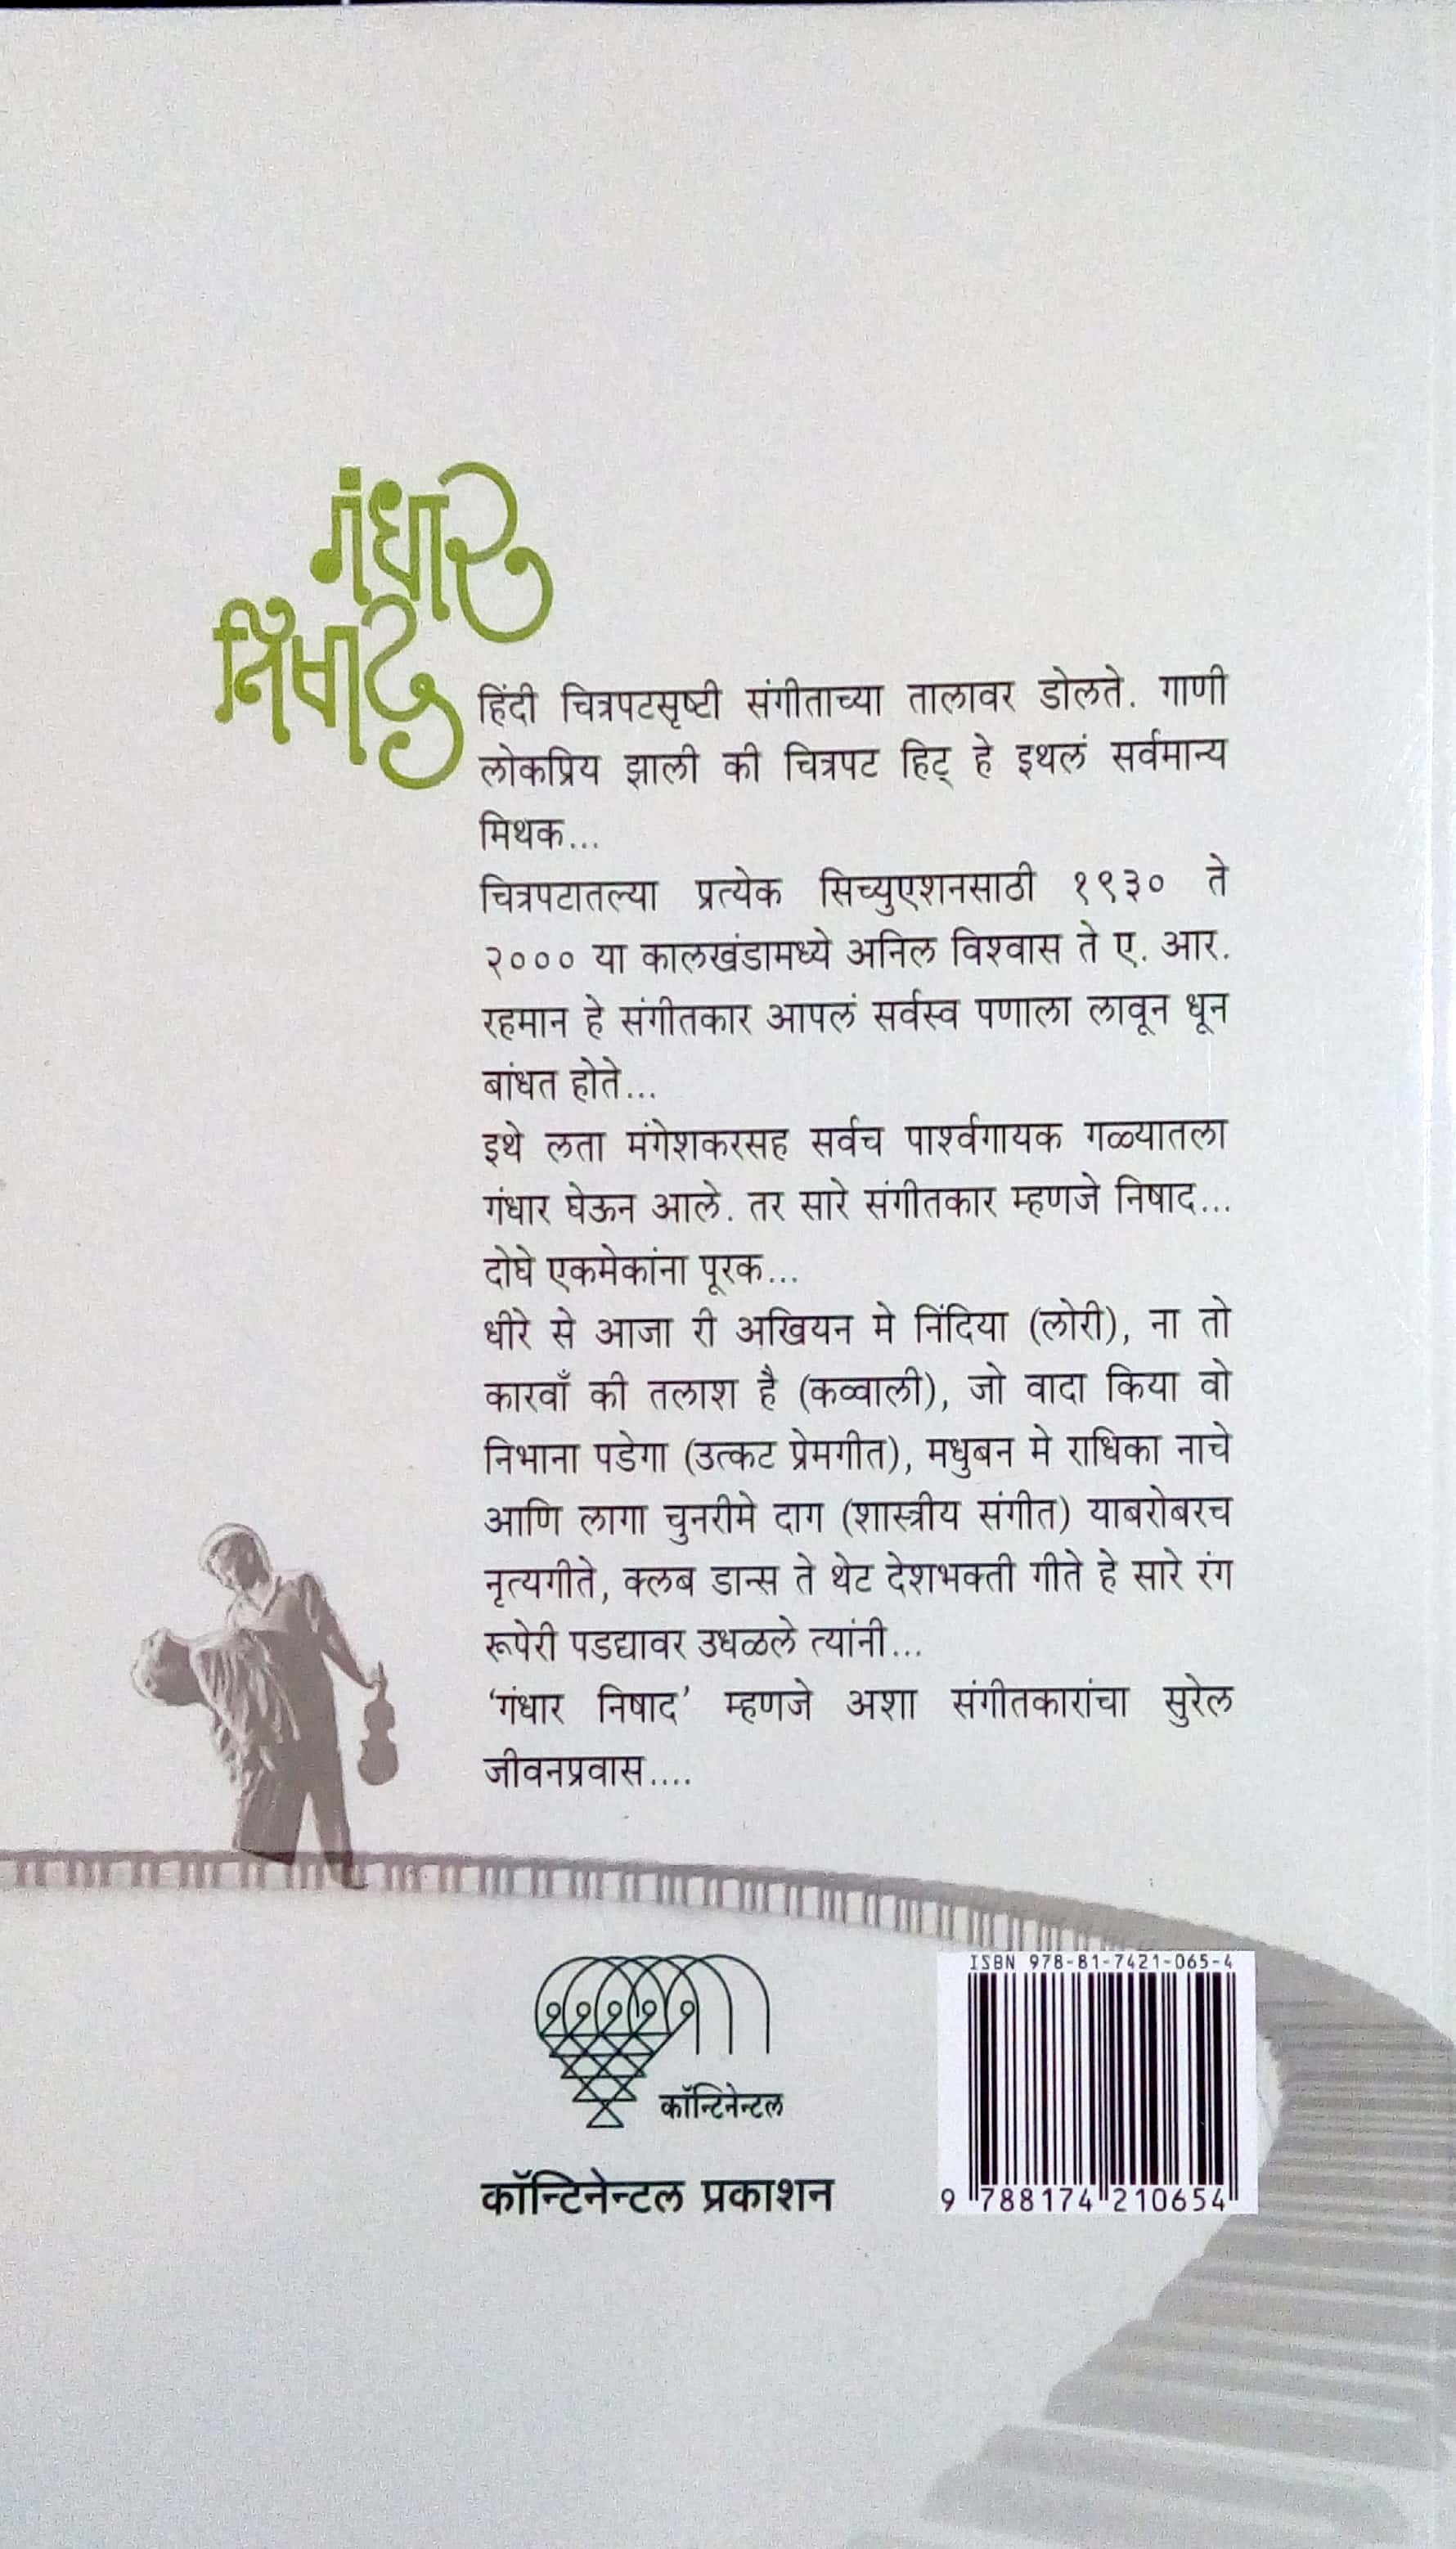 गंधार
निषाद
हिंदी चित्रपटसृष्टी संगीताच्या तालावर डोलते. गाणी
लोकप्रिय झाली की चित्रपट हिट् हे इथलं सर्वमान्य
मिथक...
चित्रपटातल्या प्रत्येक सिच्युएशनसाठी १९३० ते
२००० या कालखंडामध्ये अनिल विश्वास ते ए. आर.
रहमान हे संगीतकार आपलं सर्वस्व पणाला लावून धून
बांधत होते...
इथे लता मंगेशकरसह सर्वच पार्श्वगायक गळ्यातला
गंधार घेऊन आले. तर सारे संगीतकार म्हणजे निषाद...
दोघे एकमेकांना पूरक...
धीरे से आजा री अखियन मे निंदिया (लोरी), ना तो
कारवाँ की तलाश है (कव्वाली), जो वादा किया वो
निभाना पडेगा (उत्कट प्रेमगीत), मधुबन मे राधिका नाचे
आणि लागा चुनरीमे दाग (शास्त्रीय संगीत) याबरोबरच
नृत्यगीते, क्लब डान्स ते थेट देशभक्ती गीते हे सारे रंग
रूपेरी पडद्यावर उधळले त्यांनी...
‘गंधार निषाद’ म्हणजे अशा संगीतकारांचा सुरेल
जीवनप्रवास....
कॉन्टिनेन्टल
कॉन्टिनेन्टल प्रकाशन
ISBN 978-81-7421-065-4
9 788174 210654